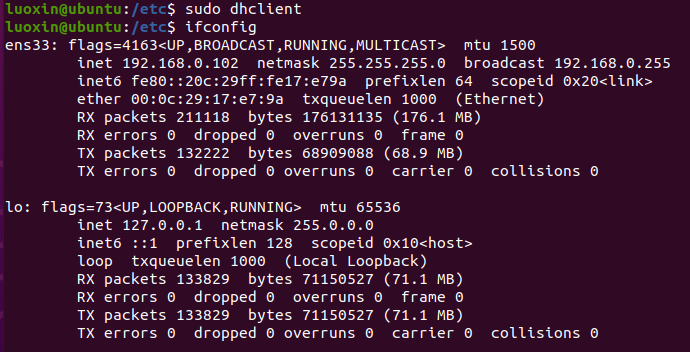 luoxin@ubuntu:/etc$ sudo dhclient
luoxin@ubuntu:/etc$ ifconfig
ens33: flags=4163<UP,BROADCAST,RUNNING,MULTICAST>  mtu 1500
        inet 192.168.0.102  netmask 255.255.255.0  broadcast 192.168.0.255
        inet6 fe80::20c:29ff:fe17:e79a  prefixlen 64  scopeid 0x20<link>
        ether 00:0c:29:17:e7:9a  txqueuelen 1000  (Ethernet)
        RX packets 211118  bytes 176131135 (176.1 MB)
        RX errors 0  dropped 0  overruns 0  frame 0
        TX packets 132222  bytes 68909088 (68.9 MB)
        TX errors 0  dropped 0 overruns 0  carrier 0  collisions 0

lo: flags=73<UP,LOOPBACK,RUNNING>  mtu 65536
        inet 127.0.0.1  netmask 255.0.0.0
        inet6 ::1  prefixlen 128  scopeid 0x10<host>
        loop  txqueuelen 1000  (Local Loopback)
        RX packets 133829  bytes 71150527 (71.1 MB)
        RX errors 0  dropped 0  overruns 0  frame 0
        TX packets 133829  bytes 71150527 (71.1 MB)
        TX errors 0  dropped 0 overruns 0  carrier 0  collisions 0